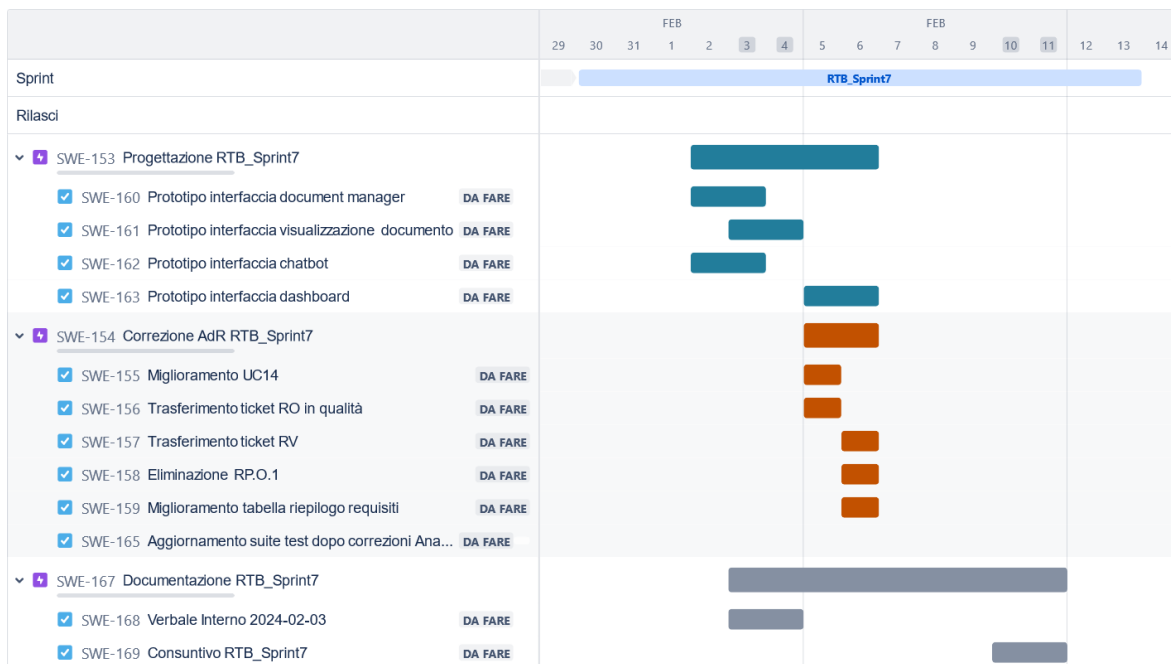 FEB FEB
29 30 31 1 2 3 4 5 6 7 8 9 10 11 12 13 14
Sprint RTB_Sprint7
Rilasci
SWE-153 Progettazione RTB_Sprint7
SWE-160 Prototipo interfaccia document manager DA FARE
SWE-161 Prototipo interfaccia visualizzazione documento DA FARE
SWE-162 Prototipo interfaccia chatbot DA FARE
SWE-163 Prototipo interfaccia dashboard DA FARE
SWE-154 Correzione AdR RTB_Sprint7
SWE-155 Miglioramento UC14 DA FARE
SWE-156 Trasferimento ticket RO in qualità DA FARE
SWE-157 Trasferimento ticket RV DA FARE
SWE-158 Eliminazione RP.O.1 DA FARE
SWE-159 Miglioramento tabella riepilogo requisiti DA FARE
SWE-165 Aggiornamento suite test dopo correzioni Ana... DA FARE
SWE-167 Documentazione RTB_Sprint7
SWE-168 Verbale Interno 2024-02-03 DA FARE
SWE-169 Consuntivo RTB_Sprint7 DA FARE